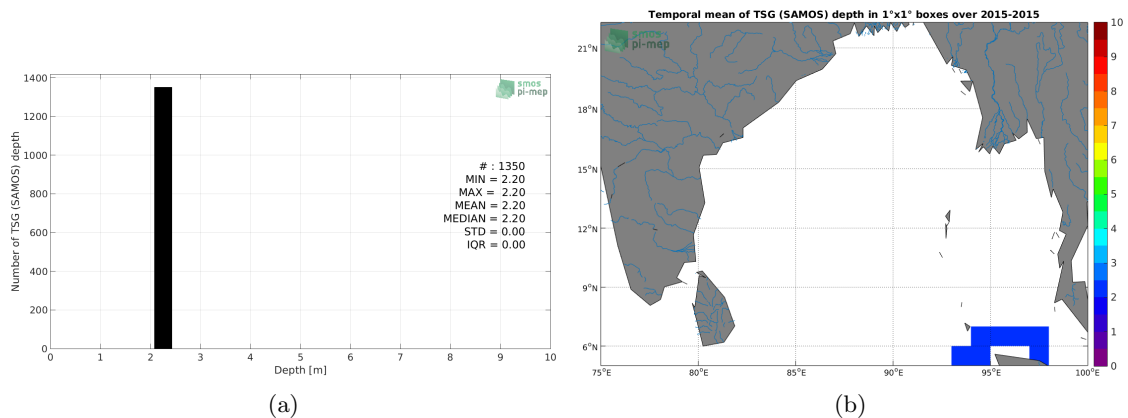 1400
1200
1000
800
600
400
200
0
Number of TSG (SAMOS) depth
smos
pi-mep
# : 1350
MIN = 2.20
MAX = 2.20
MEAN = 2.20
MEDIAN = 2.20
STD = 0.00
IQR = 0.00
0 1 2 3 4 5 6 7 8 9 10
Depth [m]
(a)
Temporal mean of TSG (SAMOS) depth in 1°x1° boxes over 2015-2015
smos
pi-mep
21°N
18°N
15°N
12°N
9°N
6°N
75°E 80°E 85°E 90°E 95°E 100°E
10
9
8
7
6
5
4
3
2
1
0
(b)